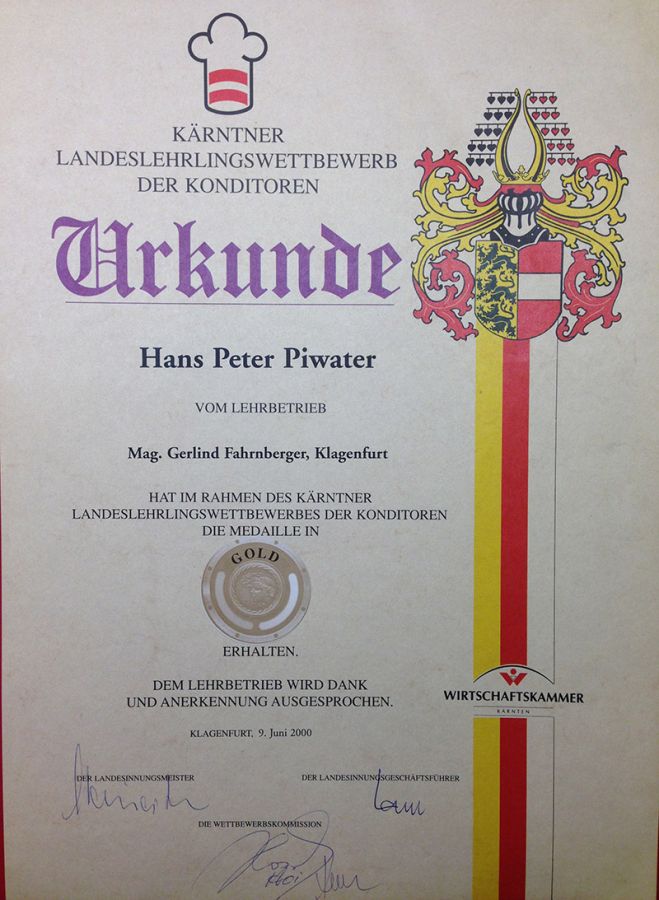 KÄRNTNER
LANDESLEHRLINGSWETTBEWERB
DER KONDITOREN
Urkunde
Hans Peter Piwater
VOM LEHRBETRIEB
Mag. Gerlind Fahrnberger, Klagenfurt
HAT IM RAHMEN DES KÄRNTNER
LANDESLEHRLINGSWETTBEWERBES DER KONDITOREN
DIE MEDAILLE IN
GOLD
ERHALTEN.
DEM LEHRBETRIEB WIRD DANK
UND ANERKENNUNG AUSGESPROCHEN.
WIRTSCHAFTSKAMMER
KÄRNTEN
KLAGENFURT, 9. Juni 2000
DER LANDESINNUNGSMEISTER
DER LANDESINNUNGSGESCHÄFTSFÜHRER
DIE WETTBEWERBSKOMMISSION